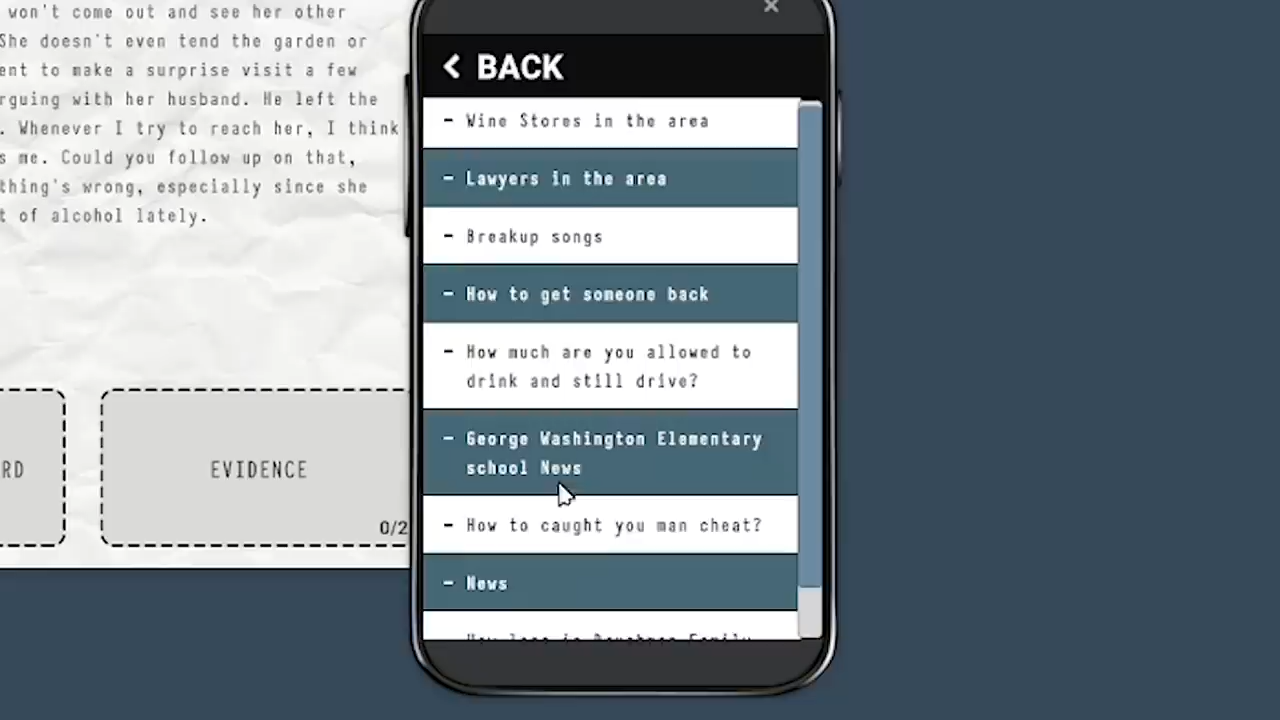 won't come out and see her other
She doesn't even tend the garden or
ent to make a surprise visit a few
rguing with her husband. He left the
. Whenever I try to reach her, I think
s me. Could you follow up on that,
thing's wrong, especially since she
t of alcohol lately.
RD
EVIDENCE
0/2
BACK
- Wine Stores in the area
- Lawyers in the area
- Breakup songs
- How to get someone back
- How much are you allowed to
drink and still drive?
- George Washington Elementary
school News
- How to caught you man cheat?
- News